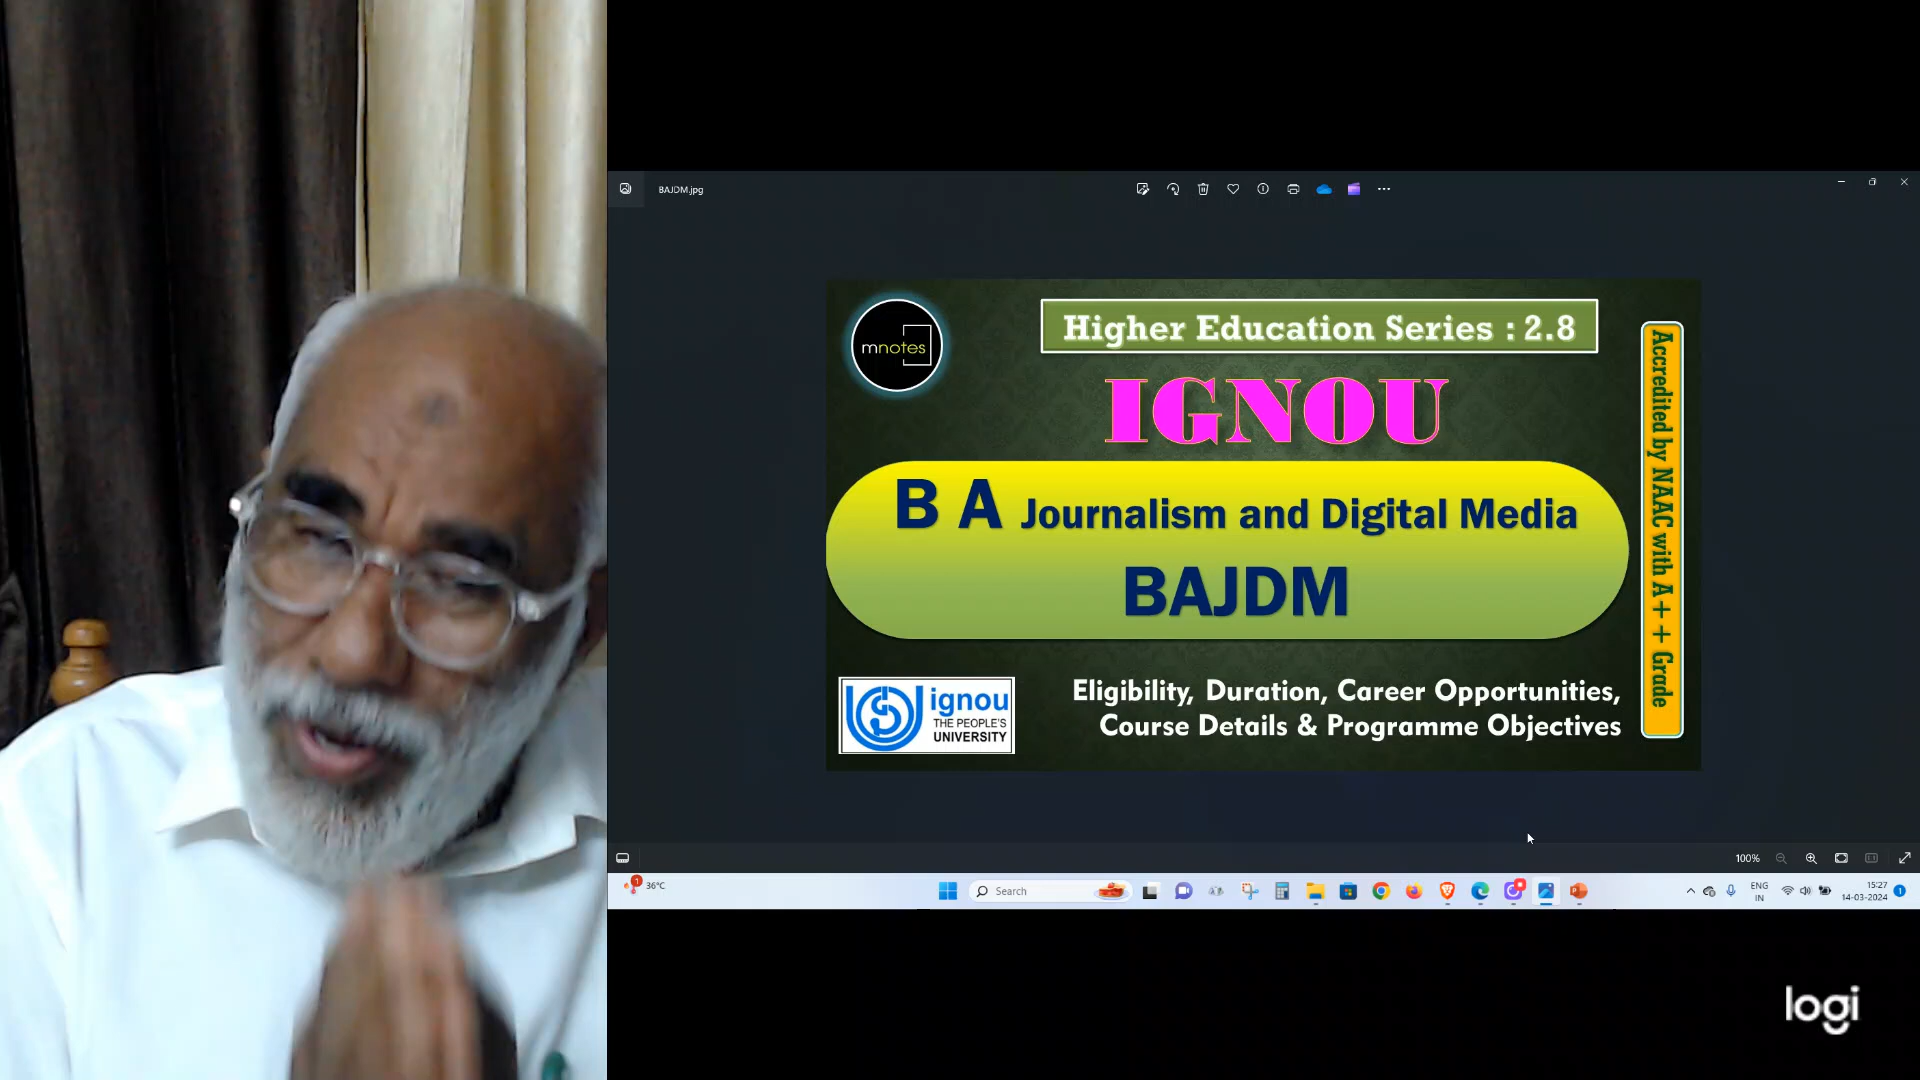 BAJDM.jpg
mnotes
Higher Education Series : 2.8
IGNOU
B A Journalism and Digital Media
BAJDM
Accredited by NAAC with A++ Grade
ignou
THE PEOPLE'S
UNIVERSITY
Eligibility, Duration, Career Opportunities,
Course Details & Programme Objectives
100%
1
36°C
Search
ENG
IN
15:27
14-03-2024
1
logi